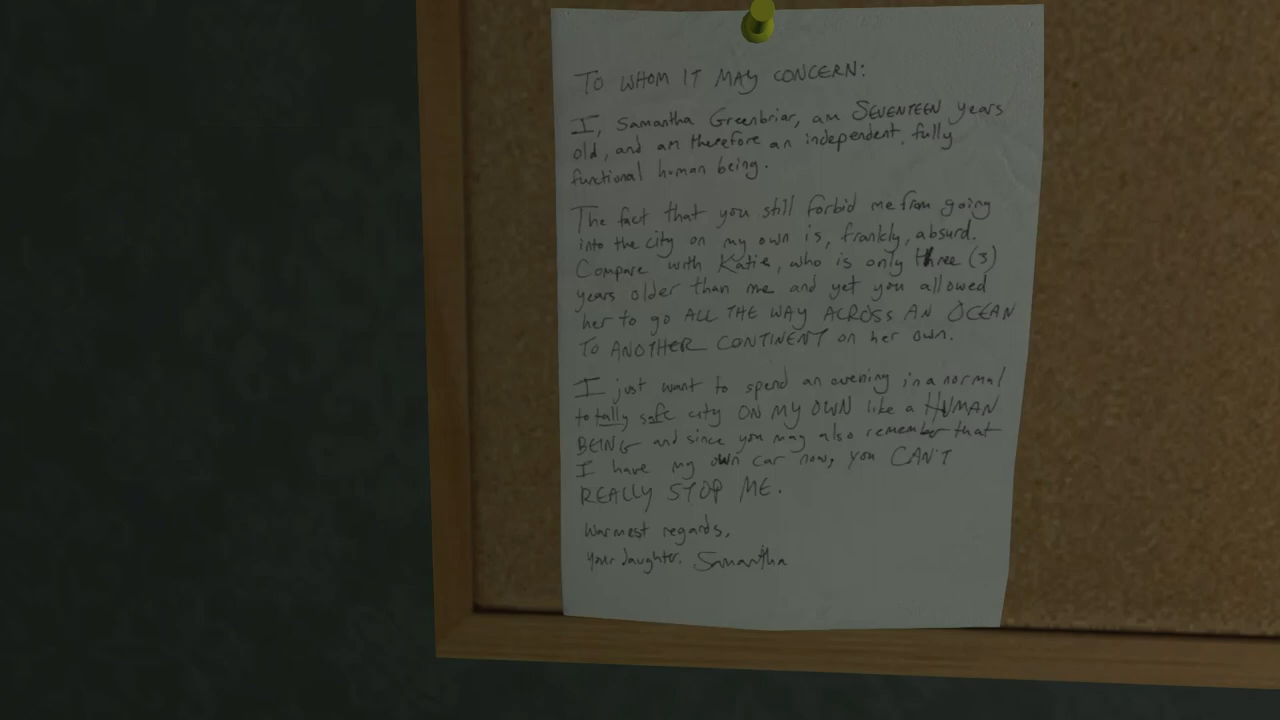 TO WHOM IT MAY CONCERN:
I, Samantha Greenbriar, am SEVENTEEN years
old, and am therefore an independent, fully
functional human being.
The fact that you still forbid me from going
into the city on my own is, frankly, absurd.
Compare with Katie, who is only three (3)
years older than me and yet you allowed
her to go ALL THE WAY ACROSS AN OCEAN
TO ANOTHER CONTINENT on her own.
I just want to spend an evening in a normal
totally safe city ON MY OWN like a HUMAN
BEING and since you may also remember that
I have my own car now, you CAN'T
REALLY STOP ME.
Warmest regards,
Your daughter. Samantha